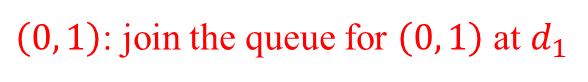 (0, 1): join the queue for (0, 1) at d₁